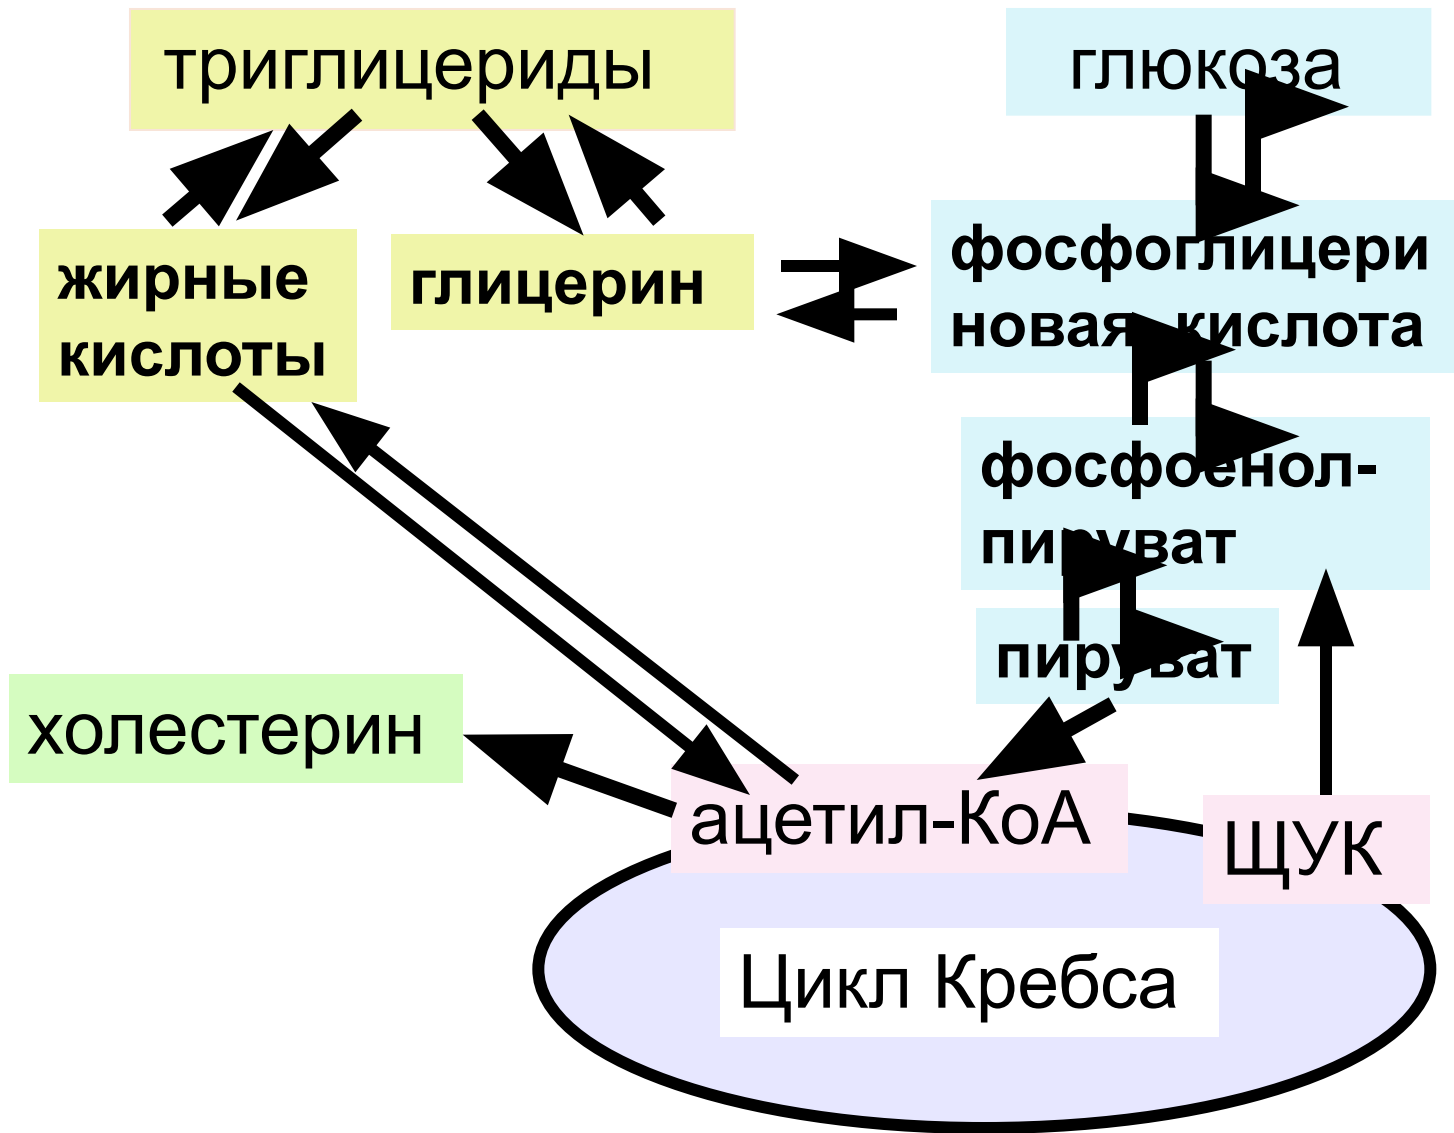 триглицериды
глюкоза
жирные
кислоты
глицерин
фосфоглицери
новая кислота
фосфоенол-
пируват
пируват
холестерин
ацетил-КоА
ЩУК
Цикл Кребса